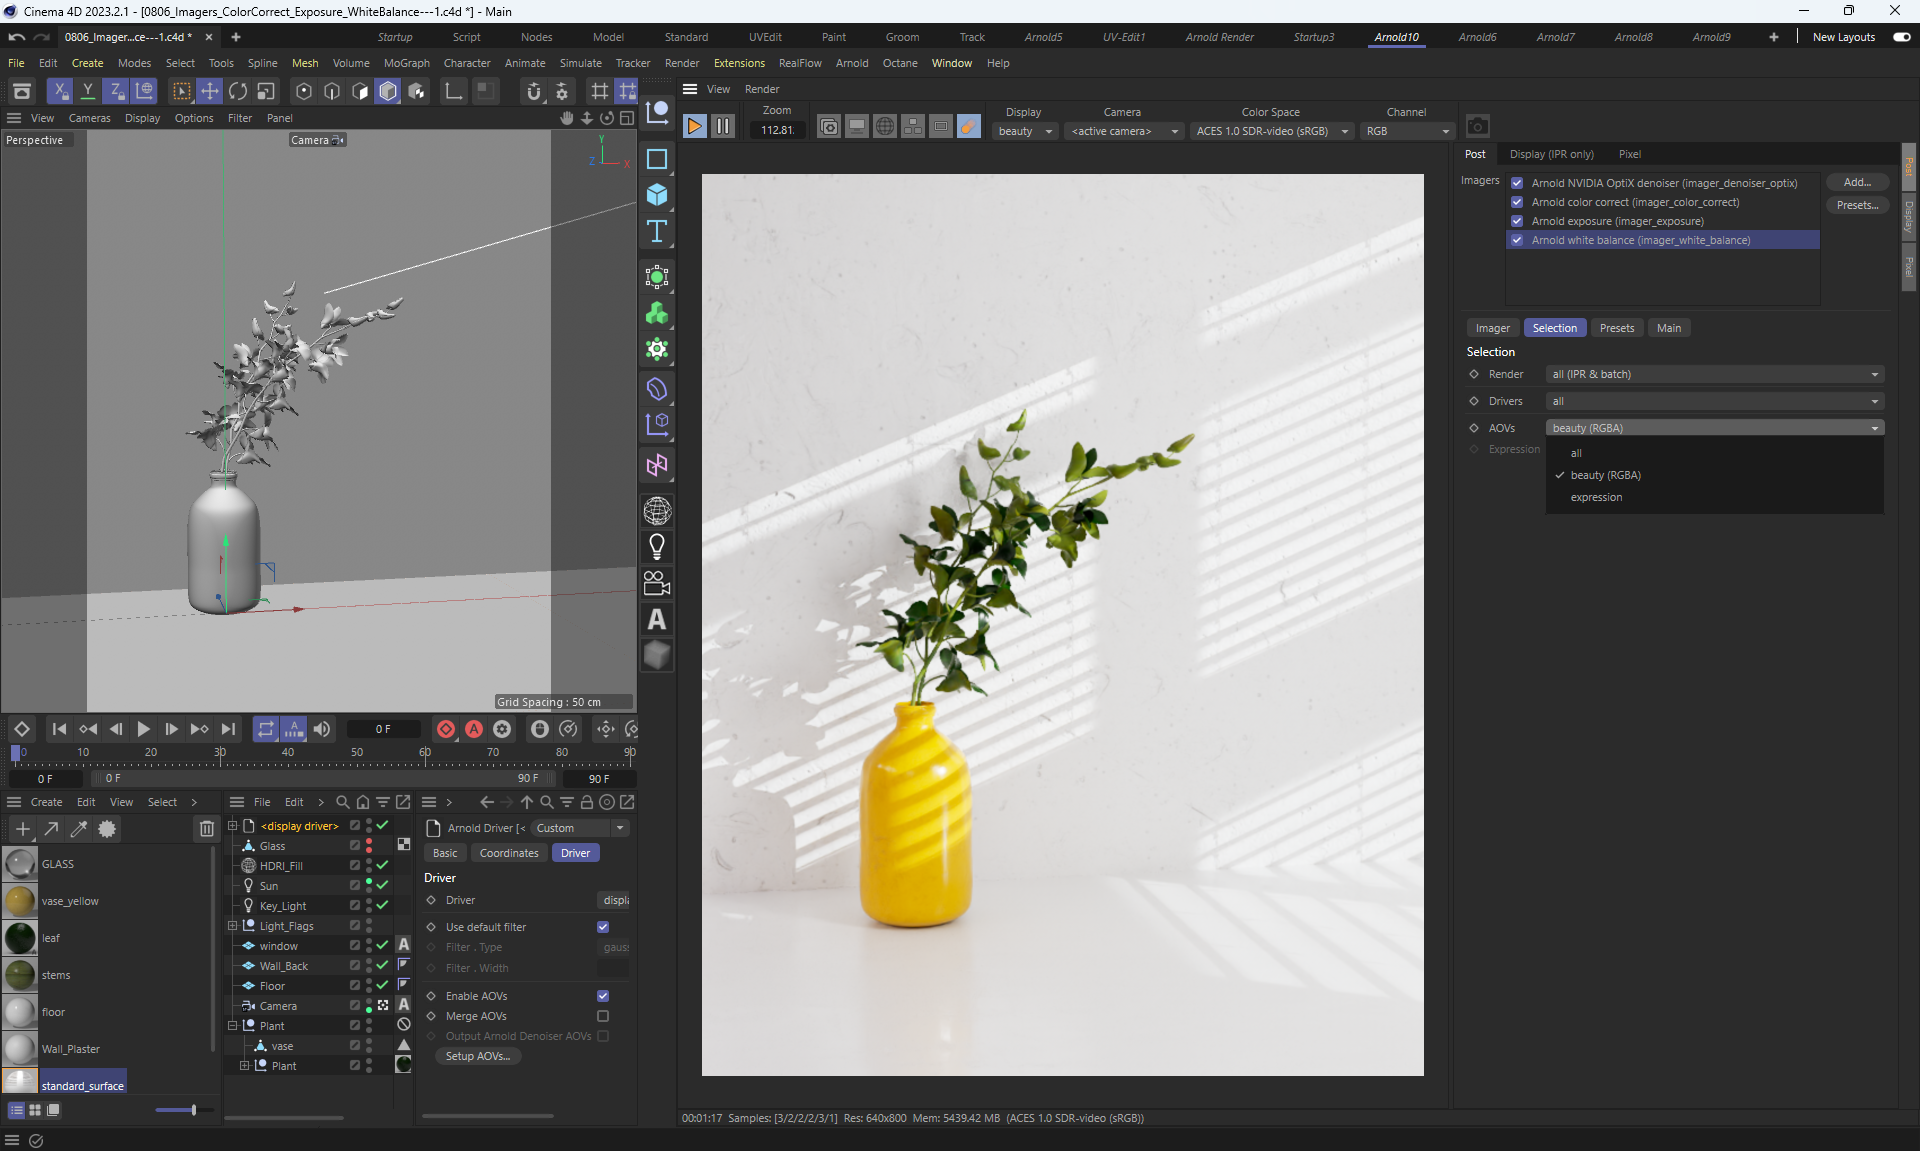 Cinema 4D 2023.2.1 - [0806_Imagers_ColorCorrect_Exposure_WhiteBalance---1.c4d *] - Main
0806_Imager...ce---1.c4d *
Startup Script Nodes Model Standard UVEdit Paint Groom Track Arnold5 UV-Edit1 Arnold Render Startup3 Arnold10 Arnold6 Arnold7 Arnold8 Arnold9 New Layouts
File Edit Create Modes Select Tools Spline Mesh Volume MoGraph Character Animate Simulate Tracker Render Extensions RealFlow Arnold Octane Window Help
X Y Z
View Render
View Cameras Display Options Filter Panel
Zoom Display Camera Color Space Channel
112.81. beauty <active camera> ACES 1.0 SDR-video (sRGB) RGB
Perspective
Camera
Y
Z X
Post Display (IPR only) Pixel
Post
Display
Pixel
Imagers
Arnold NVIDIA OptiX denoiser (imager_denoiser_optix)
Arnold color correct (imager_color_correct)
Arnold exposure (imager_exposure)
Arnold white balance (imager_white_balance)
Add...
Presets...
Imager Selection Presets Main
Selection
Render all (IPR & batch)
Drivers all
AOVs beauty (RGBA)
Expression
all
beauty (RGBA)
expression
Grid Spacing : 50 cm
0 F
0 10 20 30 40 50 60 70 80 90
0 F 0 F 90 F 90 F
Create Edit View Select
File Edit
GLASS
vase_yellow
leaf
stems
floor
Wall_Plaster
standard_surface
<display driver>
Glass
HDRI_Fill
Sun
Key_Light
Light_Flags
window
Wall_Back
Floor
Camera
Plant
vase
Plant
Arnold Driver [< Custom
Basic Coordinates Driver
Driver
Driver displa
Use default filter
Filter . Type gauss
Filter . Width
Enable AOVs
Merge AOVs
Output Arnold Denoiser AOVs
Setup AOVs...
00:01:17 Samples: [3/2/2/2/3/1] Res: 640x800 Mem: 5439.42 MB (ACES 1.0 SDR-video (sRGB))